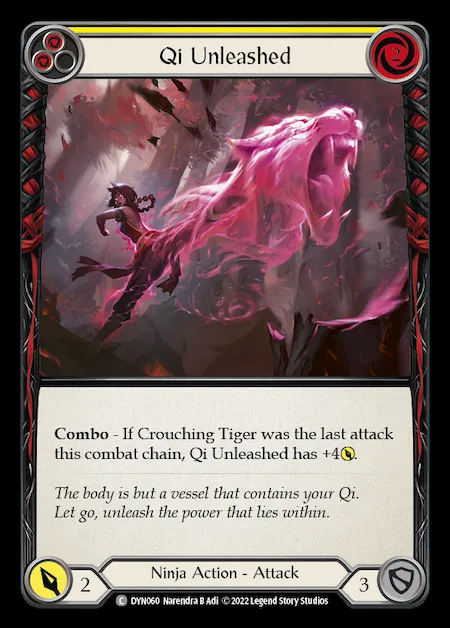 Qi Unleashed
2
Combo - If Crouching Tiger was the last attack
this combat chain, Qi Unleashed has +4.
The body is but a vessel that contains your Qi.
Let go, unleash the power that lies within.
2
Ninja Action - Attack
3
C DYN060 Narendra B Adi ©2022 Legend Story Studios